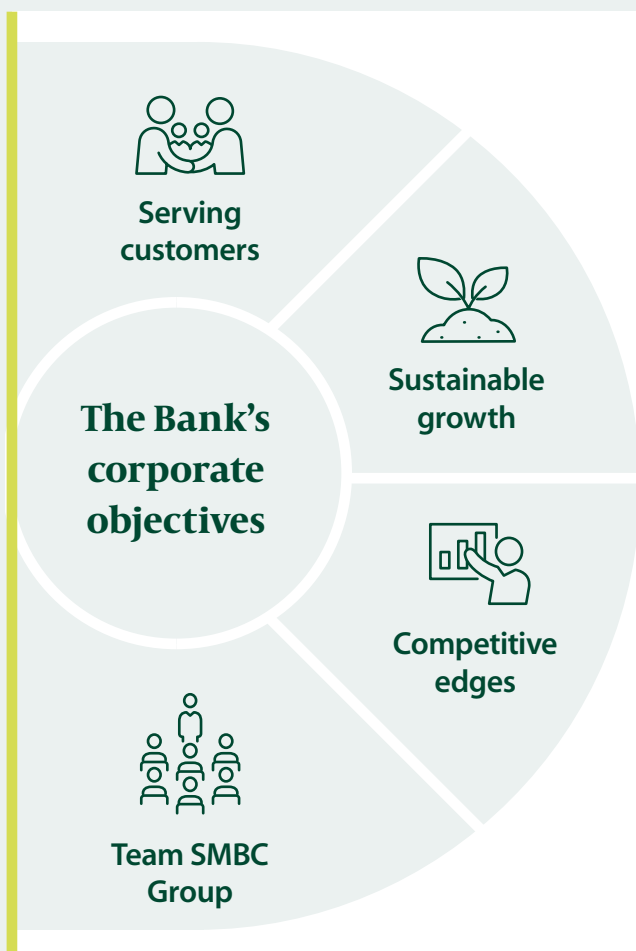 Serving
customers
Sustainable
growth
The Bank’s
corporate
objectives
Competitive
edges
Team SMBC
Group